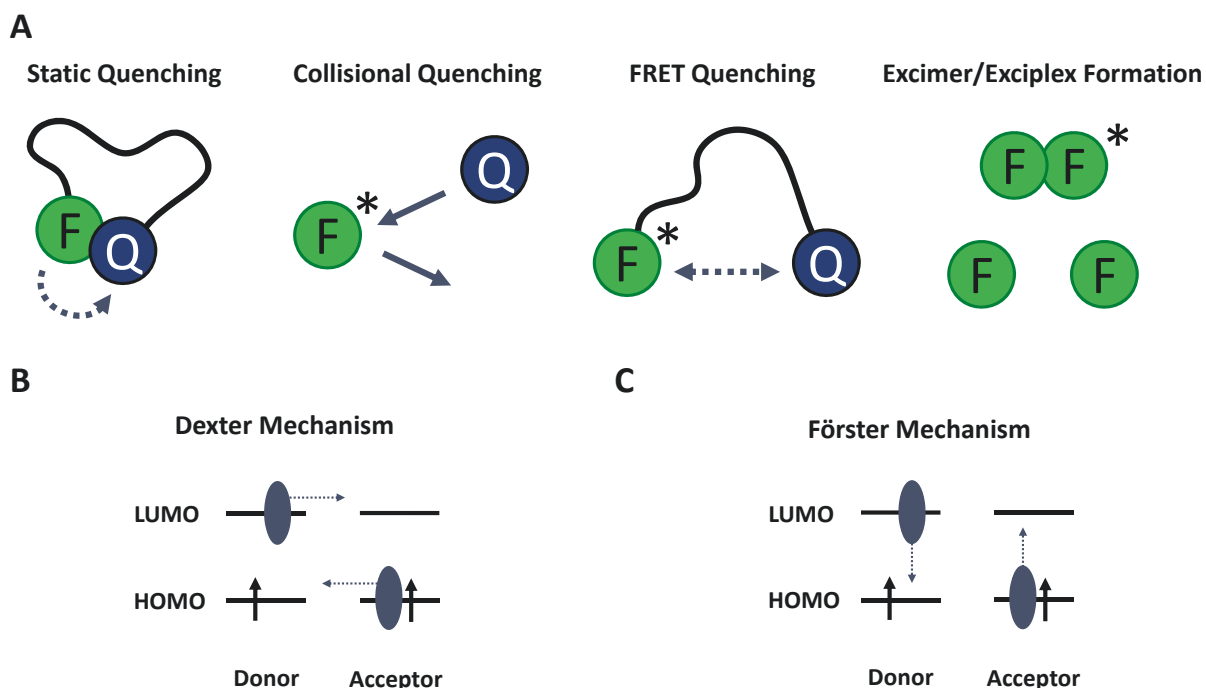 A
Static Quenching
Collisional Quenching
FRET Quenching
Excimer/Exciplex Formation
F
Q
F
*
Q
F
*
Q
F
F
*
F
F
B
Dexter Mechanism
LUMO
HOMO
Donor
Acceptor
C
Förster Mechanism
LUMO
HOMO
Donor
Acceptor